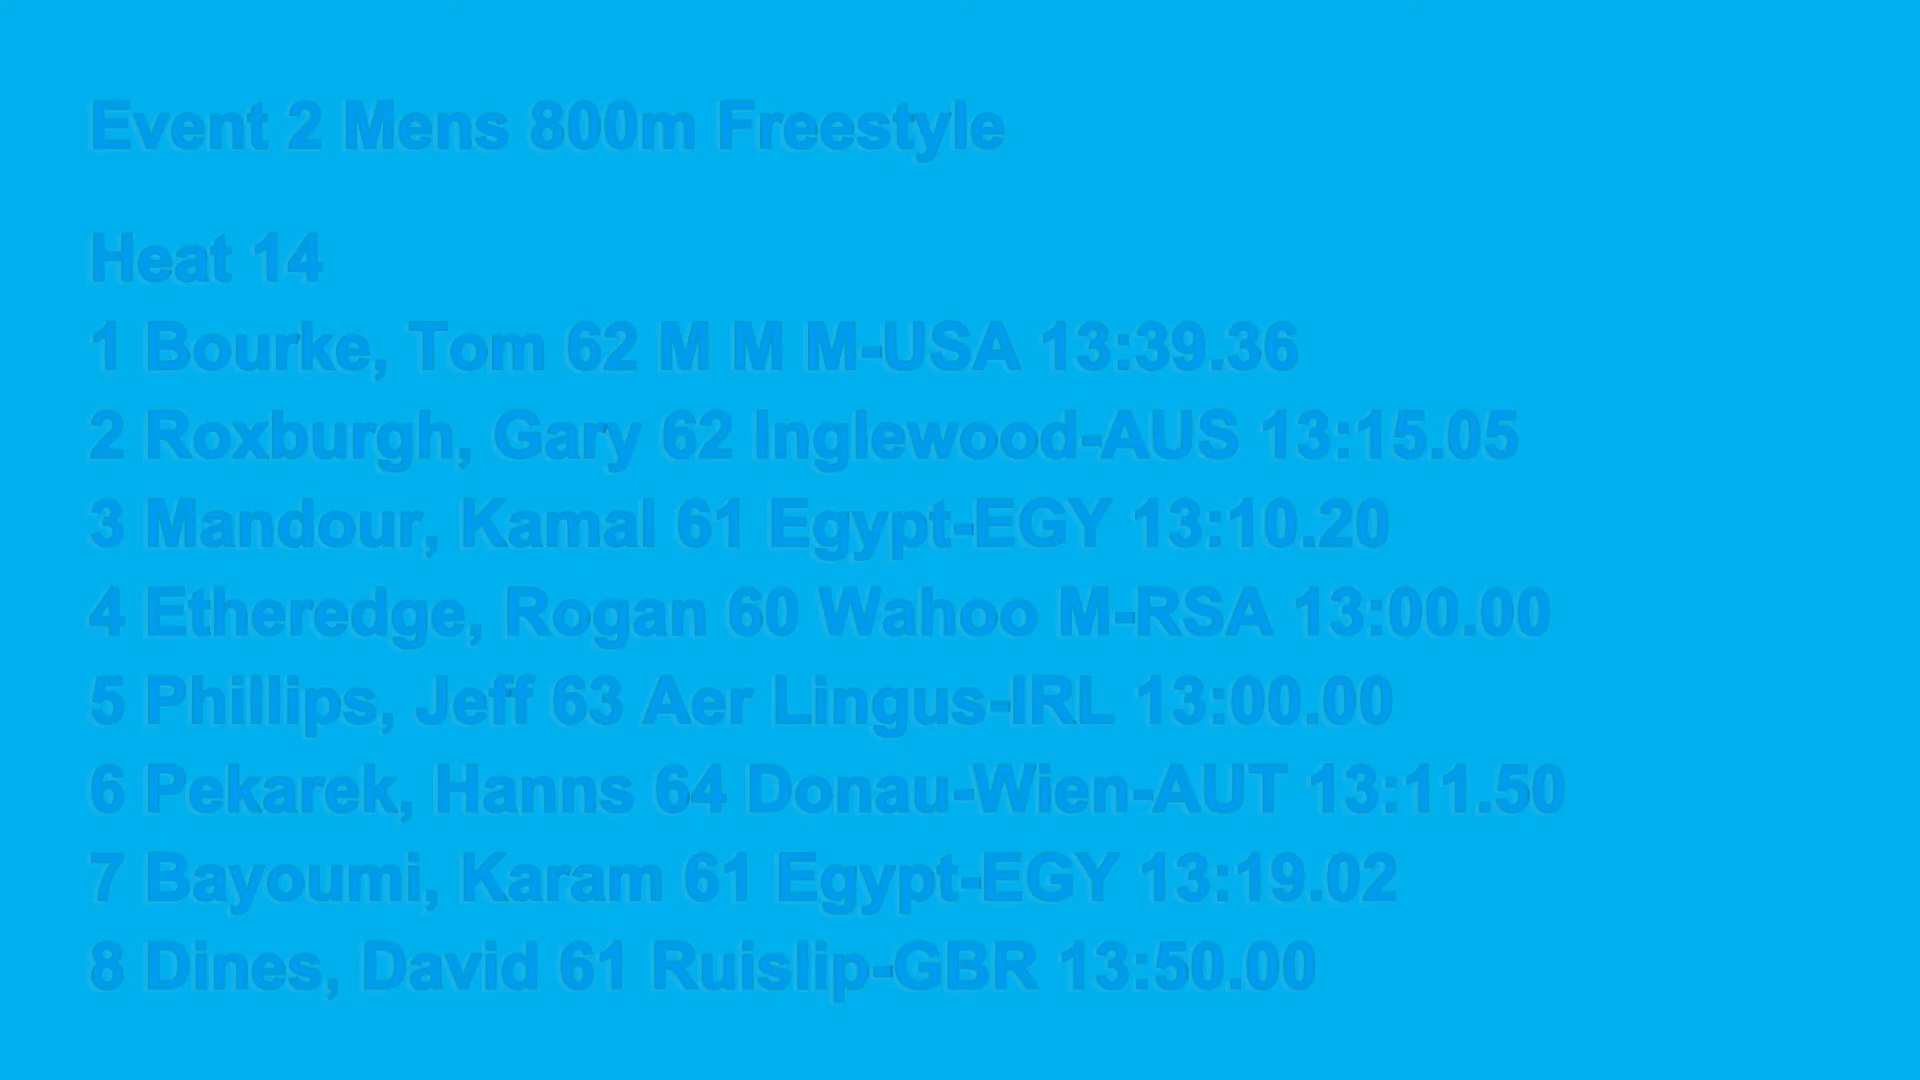 Event 2 Mens 800m Freestyle
Heat 14
1 Bourke, Tom 62 M M M-USA 13:39.36
2 Roxburgh, Gary 62 Inglewood-AUS 13:15.05
3 Mandour, Kamal 61 Egypt-EGY 13:10.20
4 Etheredge, Rogan 60 Wahoo M-RSA 13:00.00
5 Phillips, Jeff 63 Aer Lingus-IRL 13:00.00
6 Pekarek, Hanns 64 Donau-Wien-AUT 13:11.50
7 Bayoumi, Karam 61 Egypt-EGY 13:19.02
8 Dines, David 61 Ruislip-GBR 13:50.00